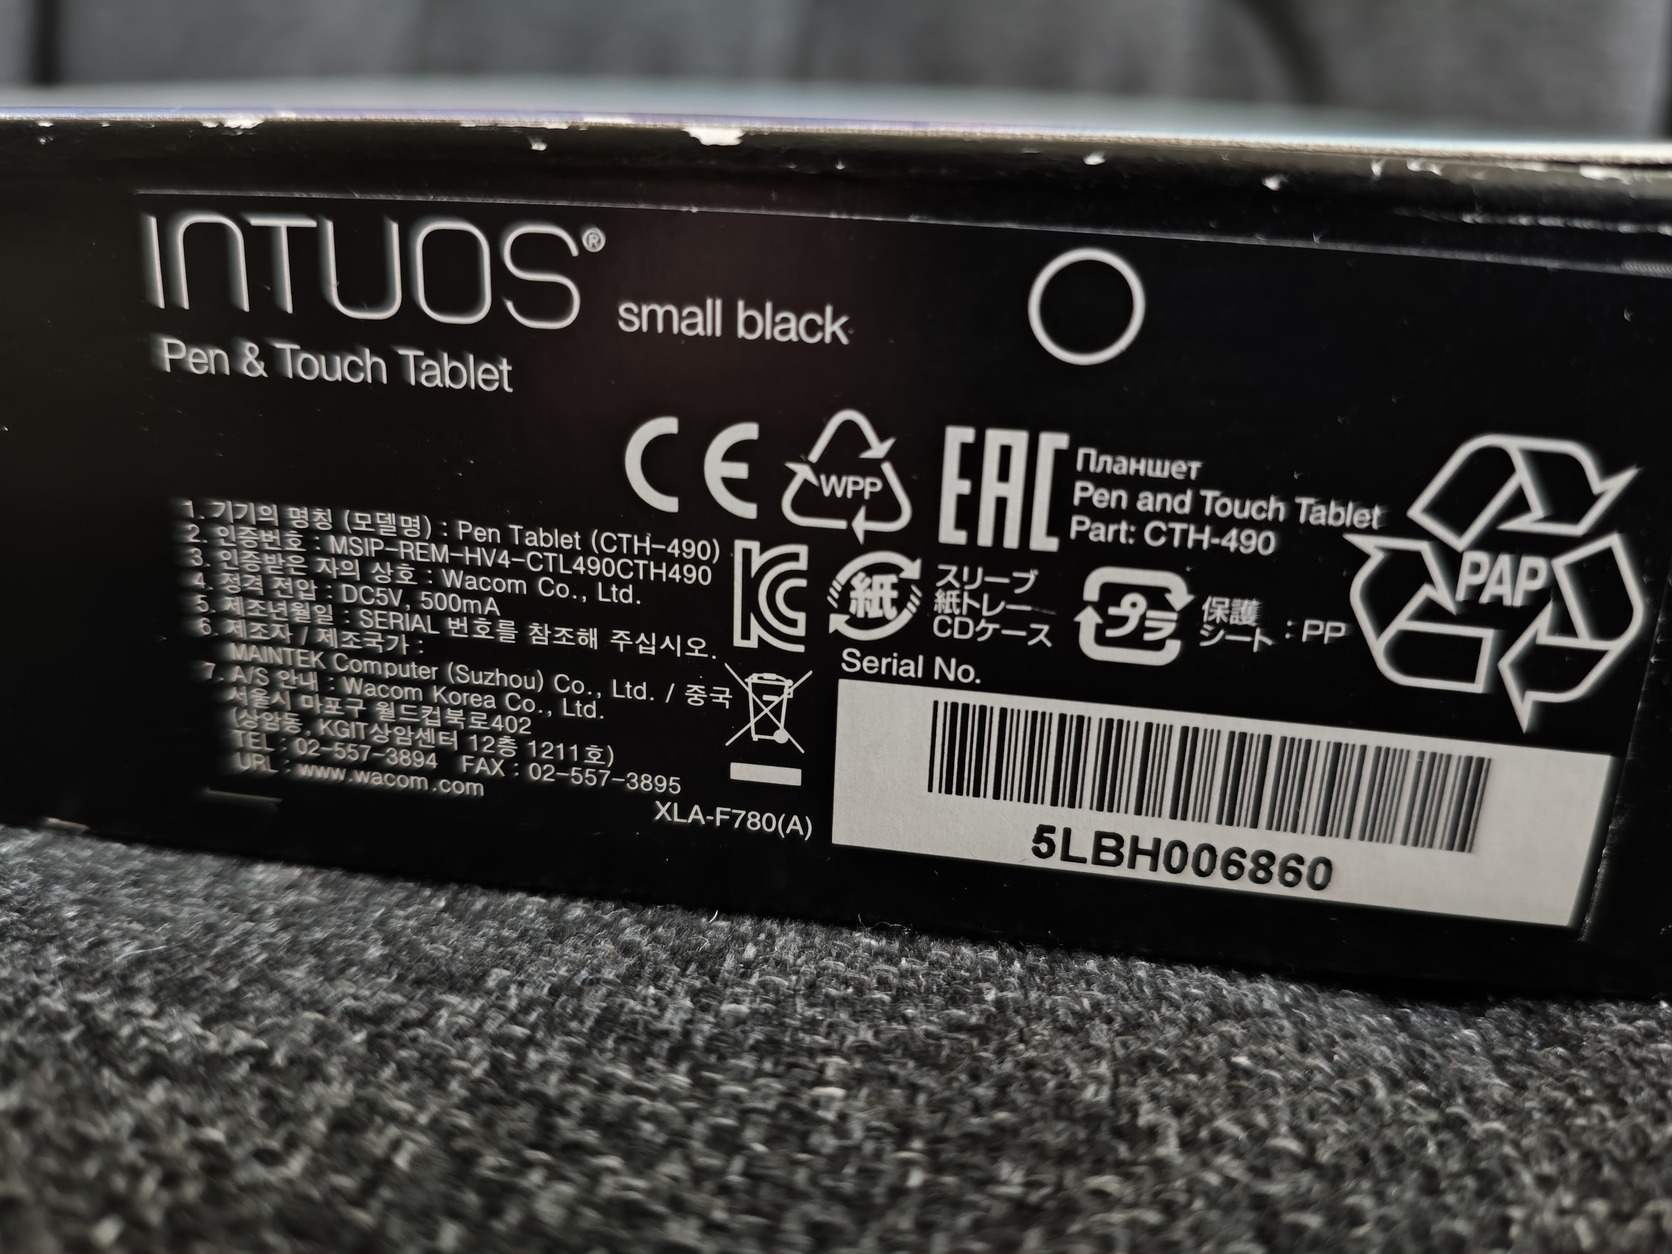 INTUOS® small black
Pen & Touch Tablet
CE
WPP
EAC
Планшет
Pen and Touch Tablet
Part: CTH-490
PAP
1. 기기의 명칭 (모델명) : Pen Tablet (CTH-490)
2. 인증번호 : MSIP-REM-HV4-CTL490CTH490
3. 인증받은 자의 상호 : Wacom Co., Ltd.
4. 정격 전압 : DC5V, 500mA
5. 제조년월일 : SERIAL 번호를 참조해 주십시오.
6. 제조자 / 제조국가 :
MAINTEK Computer (Suzhou) Co., Ltd. / 중국
7. A/S 안내 : Wacom Korea Co., Ltd.
서울시 마포구 월드컵북로402
(상암동, KGIT상암센터 12층 1211호)
TEL : 02-557-3894 FAX : 02-557-3895
URL : www.wacom.com
XLA-F780(A)
KC
紙
スリーブ
紙トレー
CDケース
プラ
保護
シート : PP
Serial No.
5LBH006860